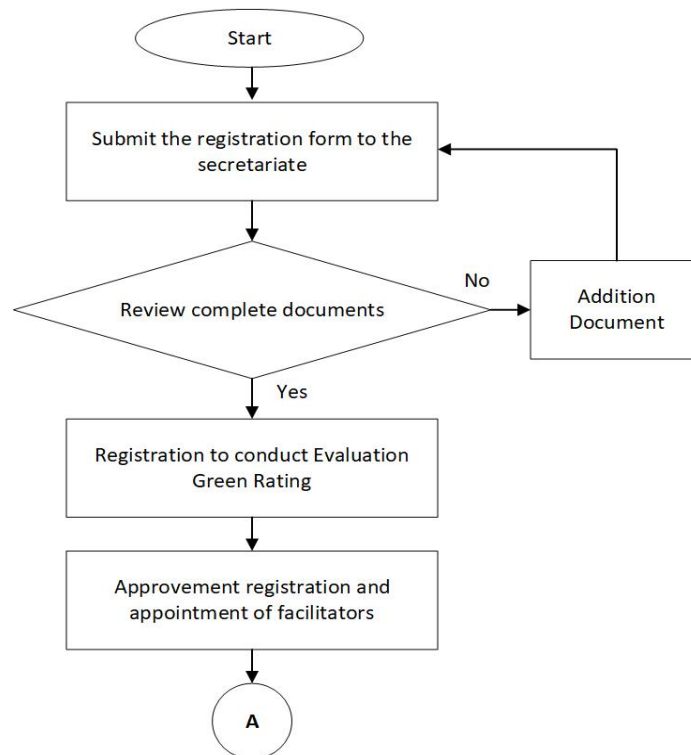 Start
Submit the registration form to the
secretariate
Review complete documents
No
Addition
Document
Yes
Registration to conduct Evaluation
Green Rating
Approvement registration and
appointment of facilitators
A